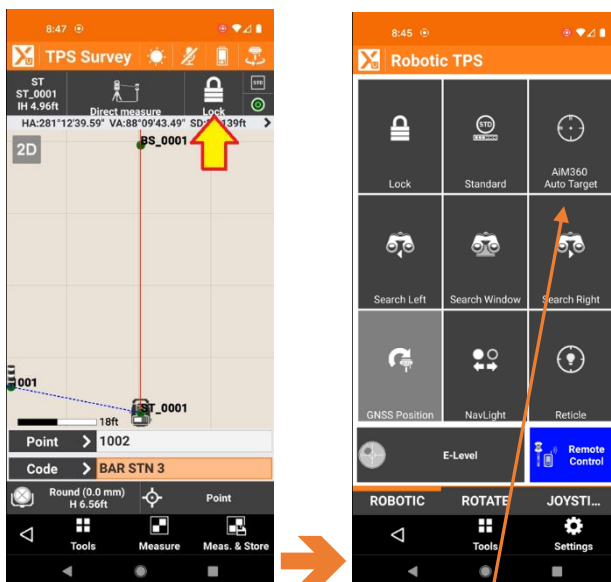 8:47
TPS Survey
ST
ST_0001
IH 4.96ft
Direct measure
Lock
STD
HA:281°12'39.59" VA:88°09'43.49" SD: 139ft
2D
BS_0001
001
ST_0001
18ft
Point > 1002
Code > BAR STN 3
Round (0.0 mm)
H 6.56ft
Point
Tools
Measure
Meas. & Store
8:45
Robotic TPS
Lock
STD
Standard
AiM360
Auto Target
Search Left
Search Window
Search Right
GNSS Position
NavLight
Reticle
E-Level
Remote
Control
ROBOTIC
ROTATE
JOYSTI...
Tools
Settings